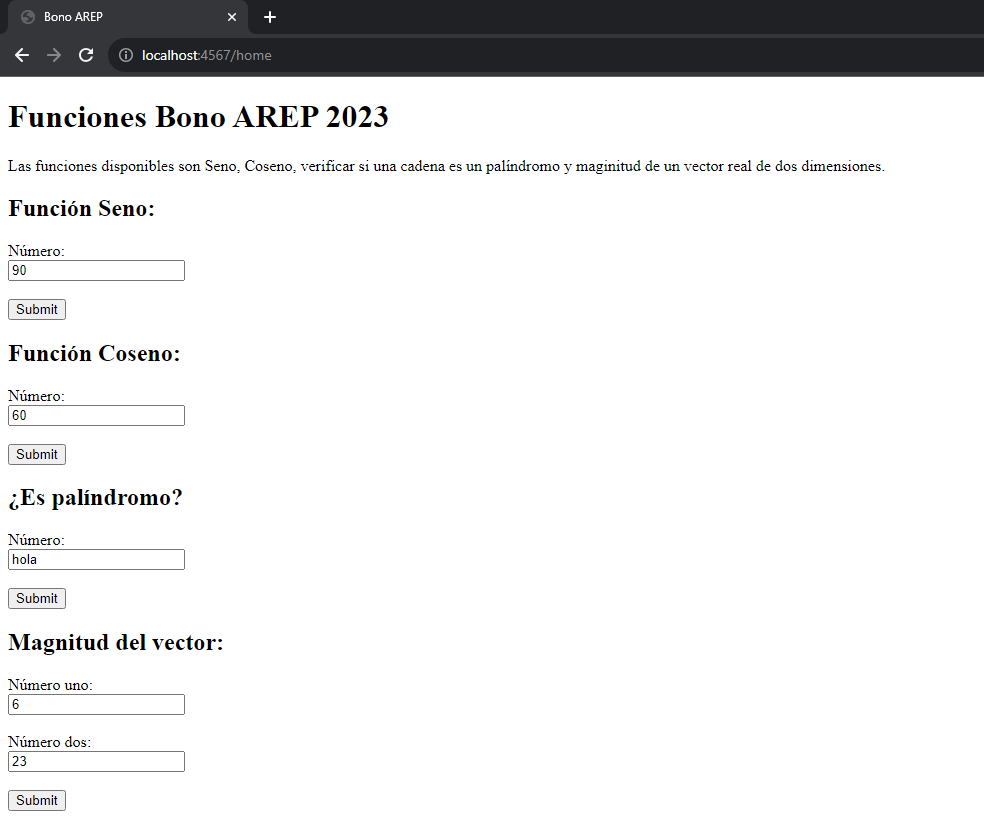 Bono AREP
localhost:4567/home
Funciones Bono AREP 2023
Las funciones disponibles son Seno, Coseno, verificar si una cadena es un palíndromo y maginitud de un vector real de dos dimensiones.
Función Seno:
Número:
90
Submit
Función Coseno:
Número:
60
Submit
¿Es palíndromo?
Número:
hola
Submit
Magnitud del vector:
Número uno:
6
Número dos:
23
Submit